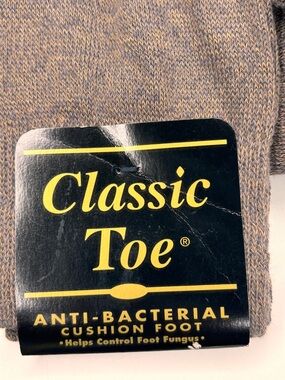 Classic
Toe®
ANTI-BACTERIAL
CUSHION FOOT
•Helps Control Foot Fungus•